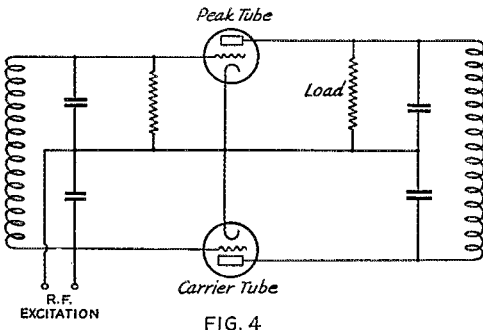 Peak Tube
Load
Carrier Tube
R.F.
EXCITATION
FIG. 4